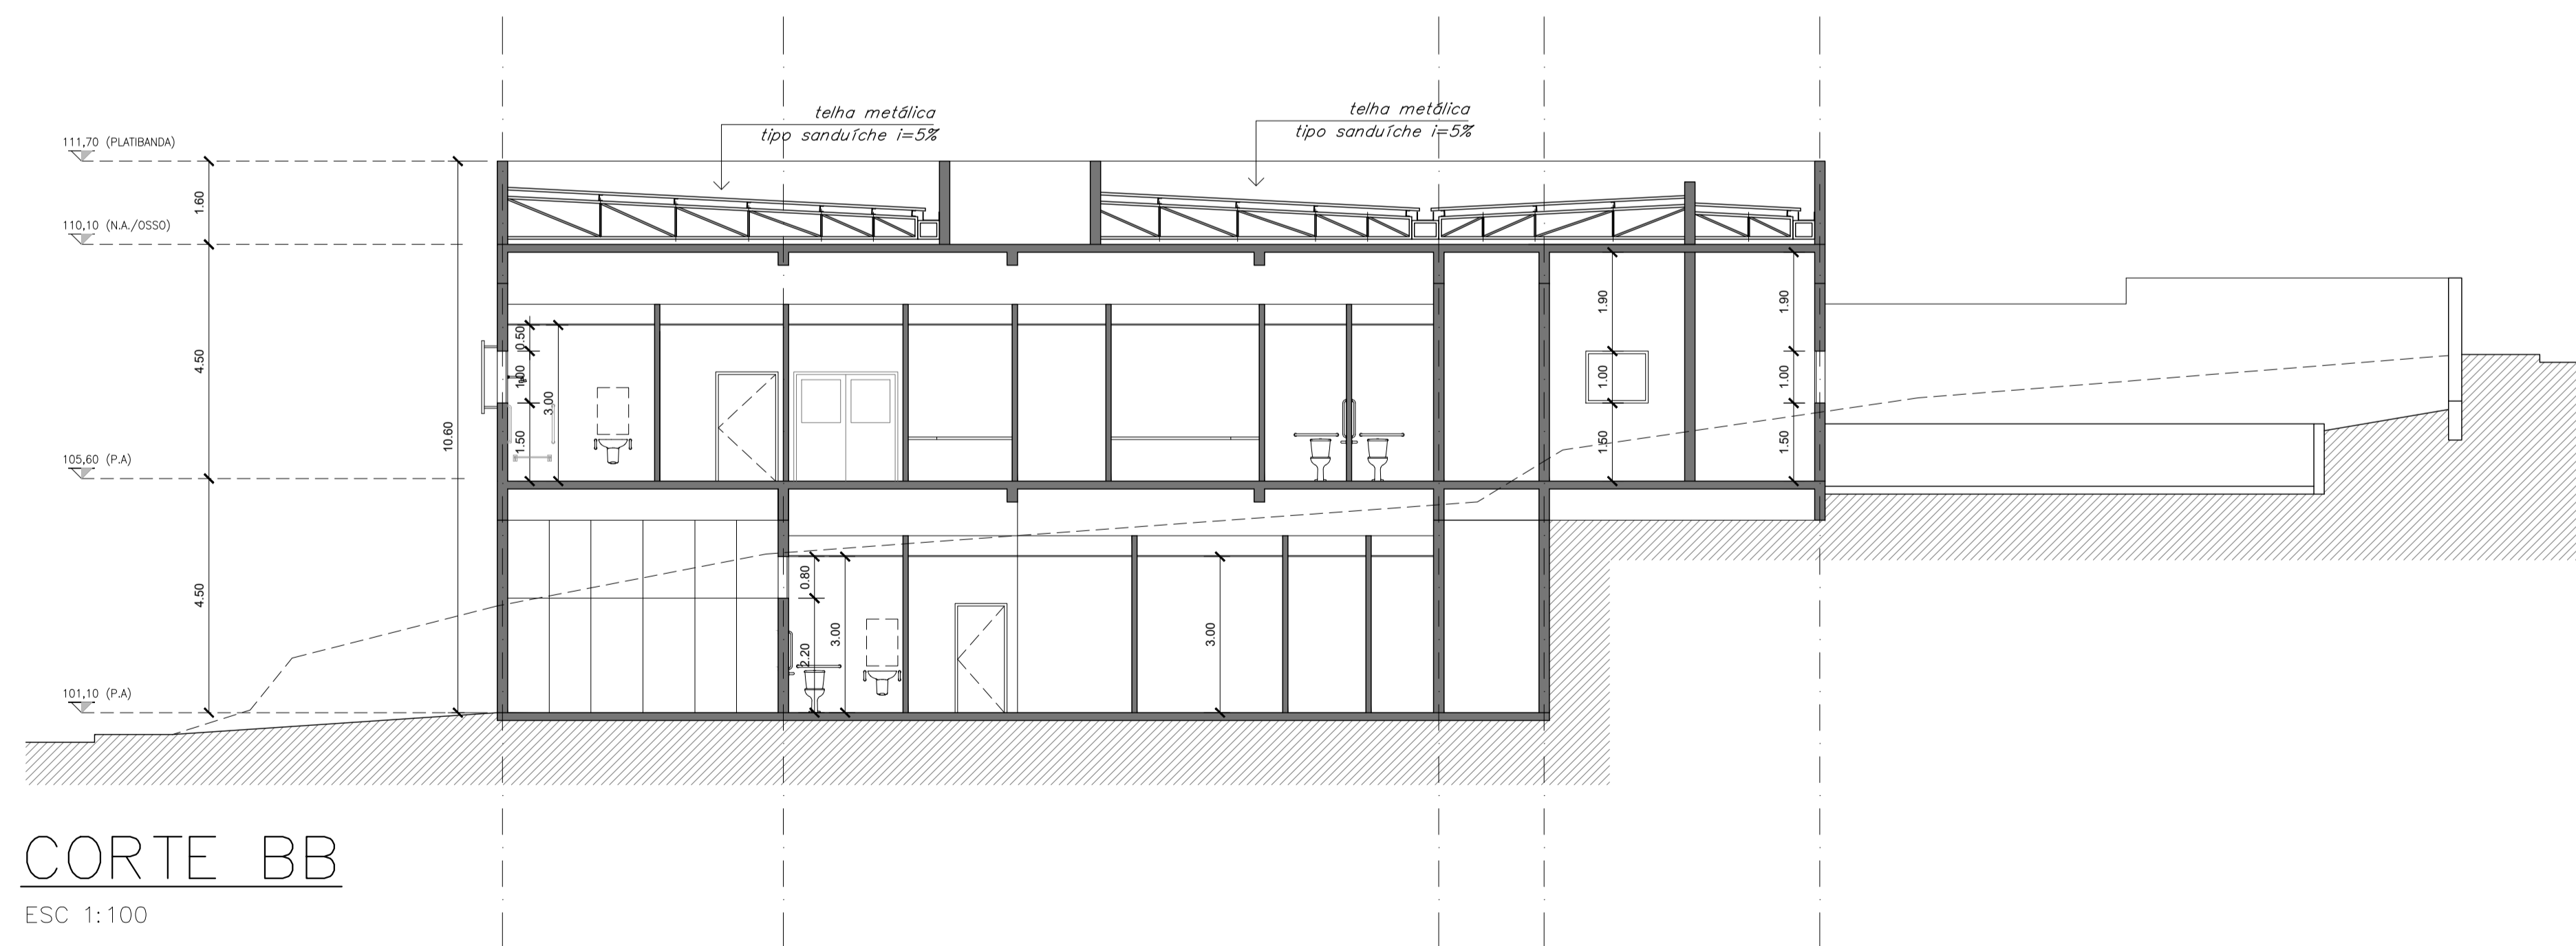 telha metálica
tipo sanduíche i=5%
telha metálica
tipo sanduíche i=5%
111,70 (PLATIBANDA)
1.60
110,10 (N.A./OSSO)
4.50
10.60
105,60 (P.A)
4.50
101,10 (P.A)
0.50
1.00
1.50
3.00
1.90
1.00
1.50
1.90
1.00
1.50
0.80
2.20
3.00
3.00
CORTE BB
ESC 1:100